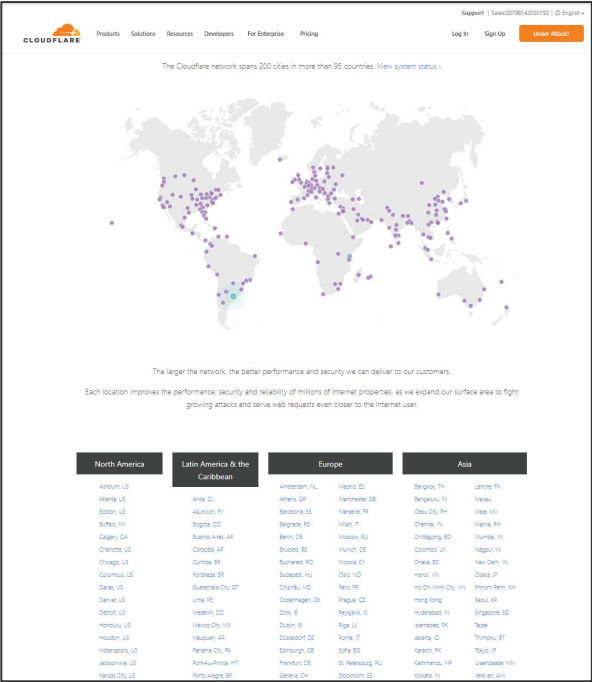 Support | Sales:00798142030192 | English
CLOUDFLARE
Products Solutions Resources Developers For Enterprise Pricing Log In Sign Up Under Attack?
The Cloudflare network spans 200 cities in more than 95 countries. View system status ›
The larger the network, the better performance and security we can deliver to our customers.
Each location improves the performance, security and reliability of millions of Internet properties, as we expand our surface area to fight
growing attacks and serve web requests even closer to the Internet user.
North America
Ashburn, US
Atlanta, US
Boston, US
Buffalo, NY
Calgary, CA
Charlotte, US
Chicago, US
Columbus, US
Dallas, US
Denver, US
Detroit, US
Honolulu, US
Houston, US
Indianapolis, US
Jacksonville, US
Kansas City, US
Latin America & the
Caribbean
Arica, CL
Asunción, PY
Bogotá, CO
Buenos Aires, AR
Córdoba, AR
Curitiba, BR
Fortaleza, BR
Guatemala City, GT
Lima, PE
Medellín, CO
Mexico City, MX
Neuquen, AR
Panama City, PA
Port-Au-Prince, HT
Porto Alegre, BR
Europe
Amsterdam, NL
Athens, GR
Barcelona, ES
Belgrade, RS
Berlin, DE
Brussels, BE
Bucharest, RO
Budapest, HU
Chișinău, MD
Copenhagen, DK
Cork, IE
Dublin, IE
Düsseldorf, DE
Edinburgh, GB
Frankfurt, DE
Geneva, CH
Madrid, ES
Manchester, GB
Marseille, FR
Milan, IT
Moscow, RU
Munich, DE
Nicosia, CY
Oslo, NO
Paris, FR
Prague, CZ
Reykjavík, IS
Riga, LV
Rome, IT
Sofia, BG
St. Petersburg, RU
Stockholm, SE
Asia
Bangkok, TH
Bengaluru, IN
Cebu City, PH
Chennai, IN
Chittagong, BD
Colombo, LK
Dhaka, BD
Hanoi, VN
Ho Chi Minh City, VN
Hong Kong
Hyderabad, IN
Islamabad, PK
Jakarta, ID
Karachi, PK
Kathmandu, NP
Kolkata, IN
Lahore, PK
Macau
Male, MV
Manila, PH
Mumbai, IN
Nagpur, IN
New Delhi, IN
Osaka, JP
Phnom Penh, KH
Seoul, KR
Singapore, SG
Taipei
Thimphu, BT
Tokyo, JP
Ulaanbaatar, MN
Yerevan, AM